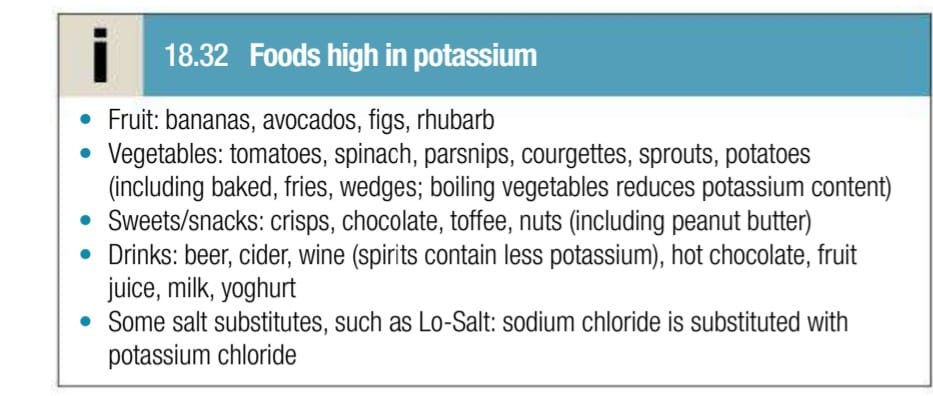 i
18.32 Foods high in potassium
• Fruit: bananas, avocados, figs, rhubarb
• Vegetables: tomatoes, spinach, parsnips, courgettes, sprouts, potatoes
(including baked, fries, wedges; boiling vegetables reduces potassium content)
• Sweets/snacks: crisps, chocolate, toffee, nuts (including peanut butter)
• Drinks: beer, cider, wine (spirits contain less potassium), hot chocolate, fruit
juice, milk, yoghurt
• Some salt substitutes, such as Lo-Salt: sodium chloride is substituted with
potassium chloride